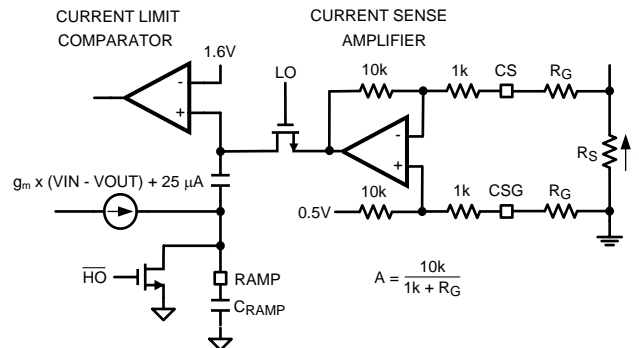 CURRENT LIMIT
COMPARATOR
CURRENT SENSE
AMPLIFIER
1.6V
-
+
LO
10k
1k
CS
RG
-
+
RS
gm x (VIN - VOUT) + 25 µA
10k
1k
CSG
RG
0.5V
HO
RAMP
CRAMP
A = 10k
1k + RG